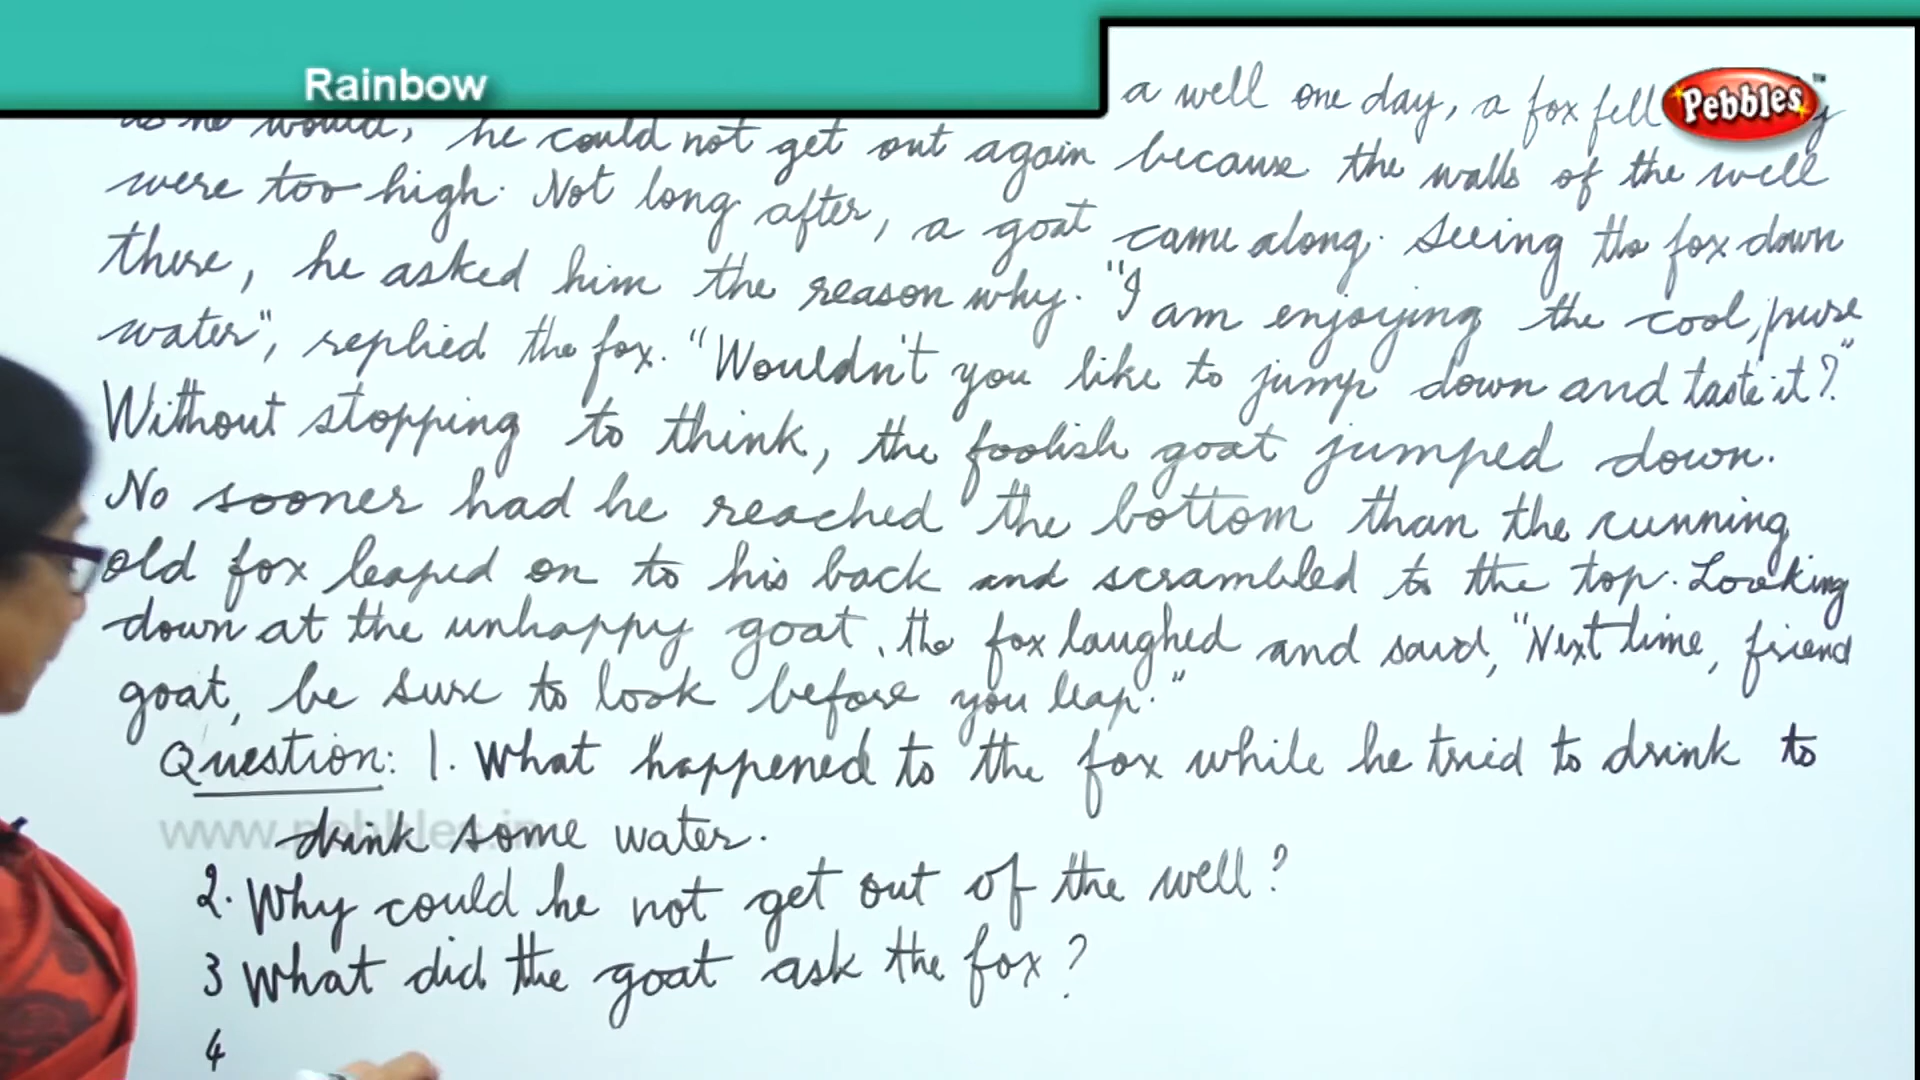 Rainbow
Pebbles™
a well one day, a fox fell
as he would, he could not get out again because the walls of the well
were too high. Not long after, a goat came along. Seeing the fox down
there, he asked him the reason why. "I am enjoying the cool, pure
water", replied the fox. "Wouldn't you like to jump down and taste it?"
Without stopping to think, the foolish goat jumped down.
No sooner had he reached the bottom than the cunning
old fox leaped on to his back and scrambled to the top. Looking
down at the unhappy goat, the fox laughed and said, "Next time, friend
goat, be sure to look before you leap."
Question: 1. What happened to the fox while he tried to drink to
drink some water.
www.pebbles.in
2. Why could he not get out of the well?
3 What did the goat ask the fox?
4